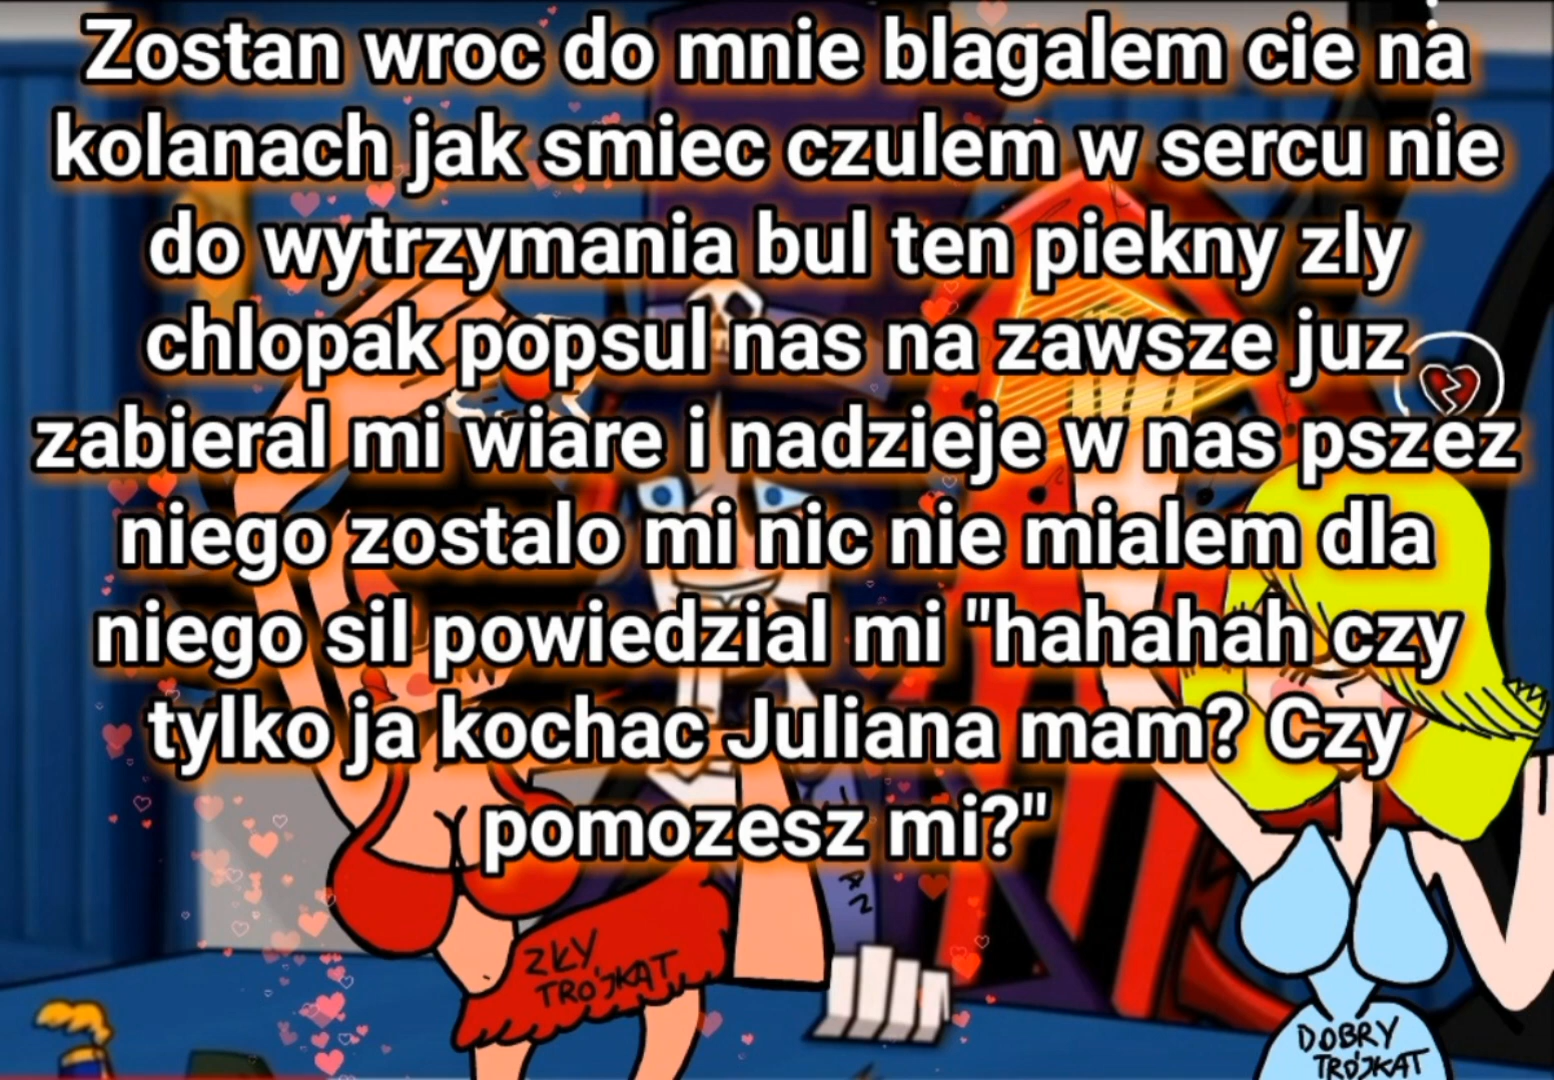 Zostan wroc do mnie blagalem cie na
kolanach jak smiec czulem w sercu nie
do wytrzymania bul ten piekny zly
chlopak popsul nas na zawsze juz
zabieral mi wiare i nadzieje w nas pszez
niego zostalo mi nic nie mialem dla
niego sil powiedzial mi "hahahah czy
tylko ja kochac Juliana mam? Czy
pomozesz mi?"
ZŁY
TRÓJKĄT
DOBRY
TRÓJKAT